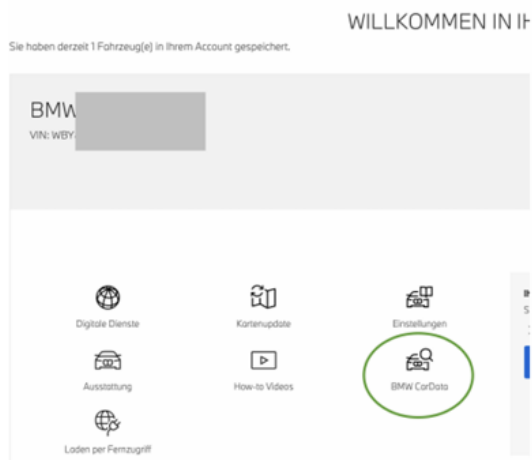 WILLKOMMEN IN IH
Sie haben derzeit 1 Fahrzeug(e) in Ihrem Account gespeichert.
BMW
VIN: WBY
Digitale Dienste
Kartenupdate
Einstellungen
Ausstattung
How-to Videos
BMW CarData
Laden per Fernzugriff